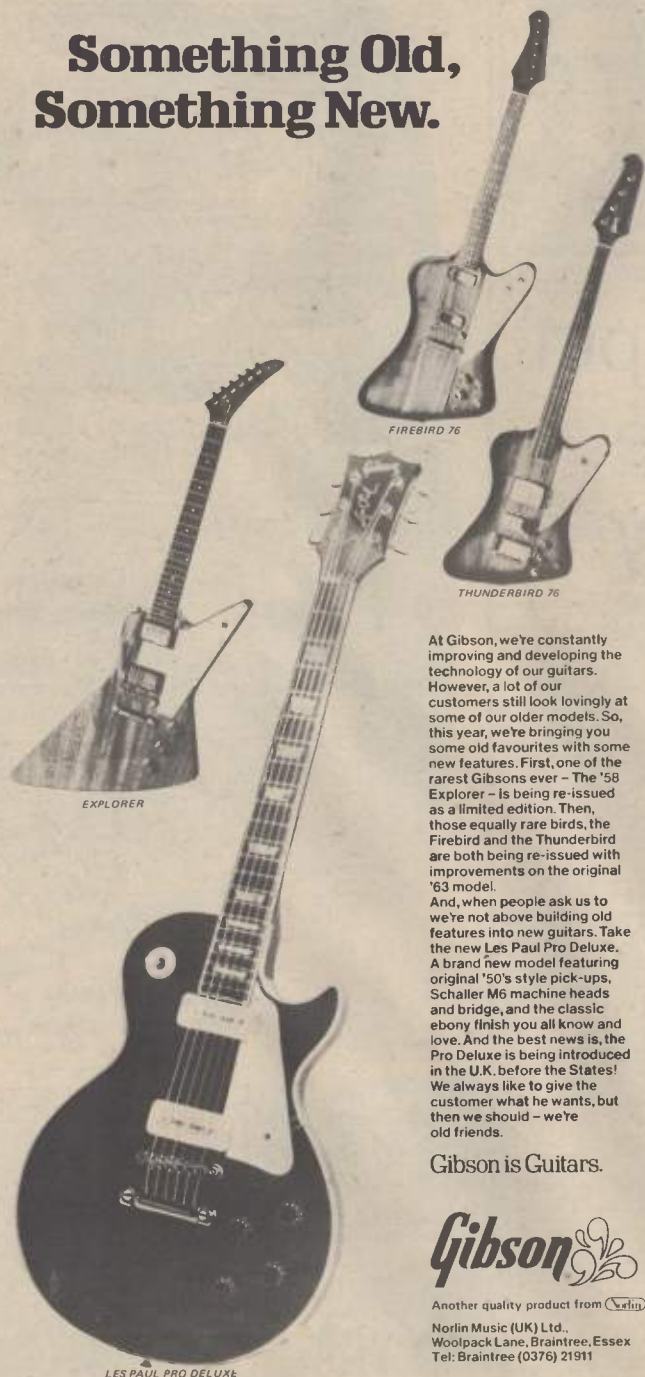 Something Old,
Something New.
FIREBIRD 76
THUNDERBIRD 76
EXPLORER
LES PAUL PRO DELUXE
At Gibson, we're constantly
improving and developing the
technology of our guitars.
However, a lot of our
customers still look lovingly at
some of our older models. So,
this year, we're bringing you
some old favourites with some
new features. First, one of the
rarest Gibsons ever – The '58
Explorer – is being re-issued
as a limited edition. Then,
those equally rare birds, the
Firebird and the Thunderbird
are both being re-issued with
improvements on the original
'63 model.
And, when people ask us to
we're not above building old
features into new guitars. Take
the new Les Paul Pro Deluxe.
A brand new model featuring
original '50's style pick-ups,
Schaller M6 machine heads
and bridge, and the classic
ebony finish you all know and
love. And the best news is, the
Pro Deluxe is being introduced
in the U.K. before the States!
We always like to give the
customer what he wants, but
then we should – we're
old friends.
Gibson is Guitars.
Gibson
Another quality product from Norlin
Norlin Music (UK) Ltd.,
Woolpack Lane, Braintree, Essex
Tel: Braintree (0376) 21911